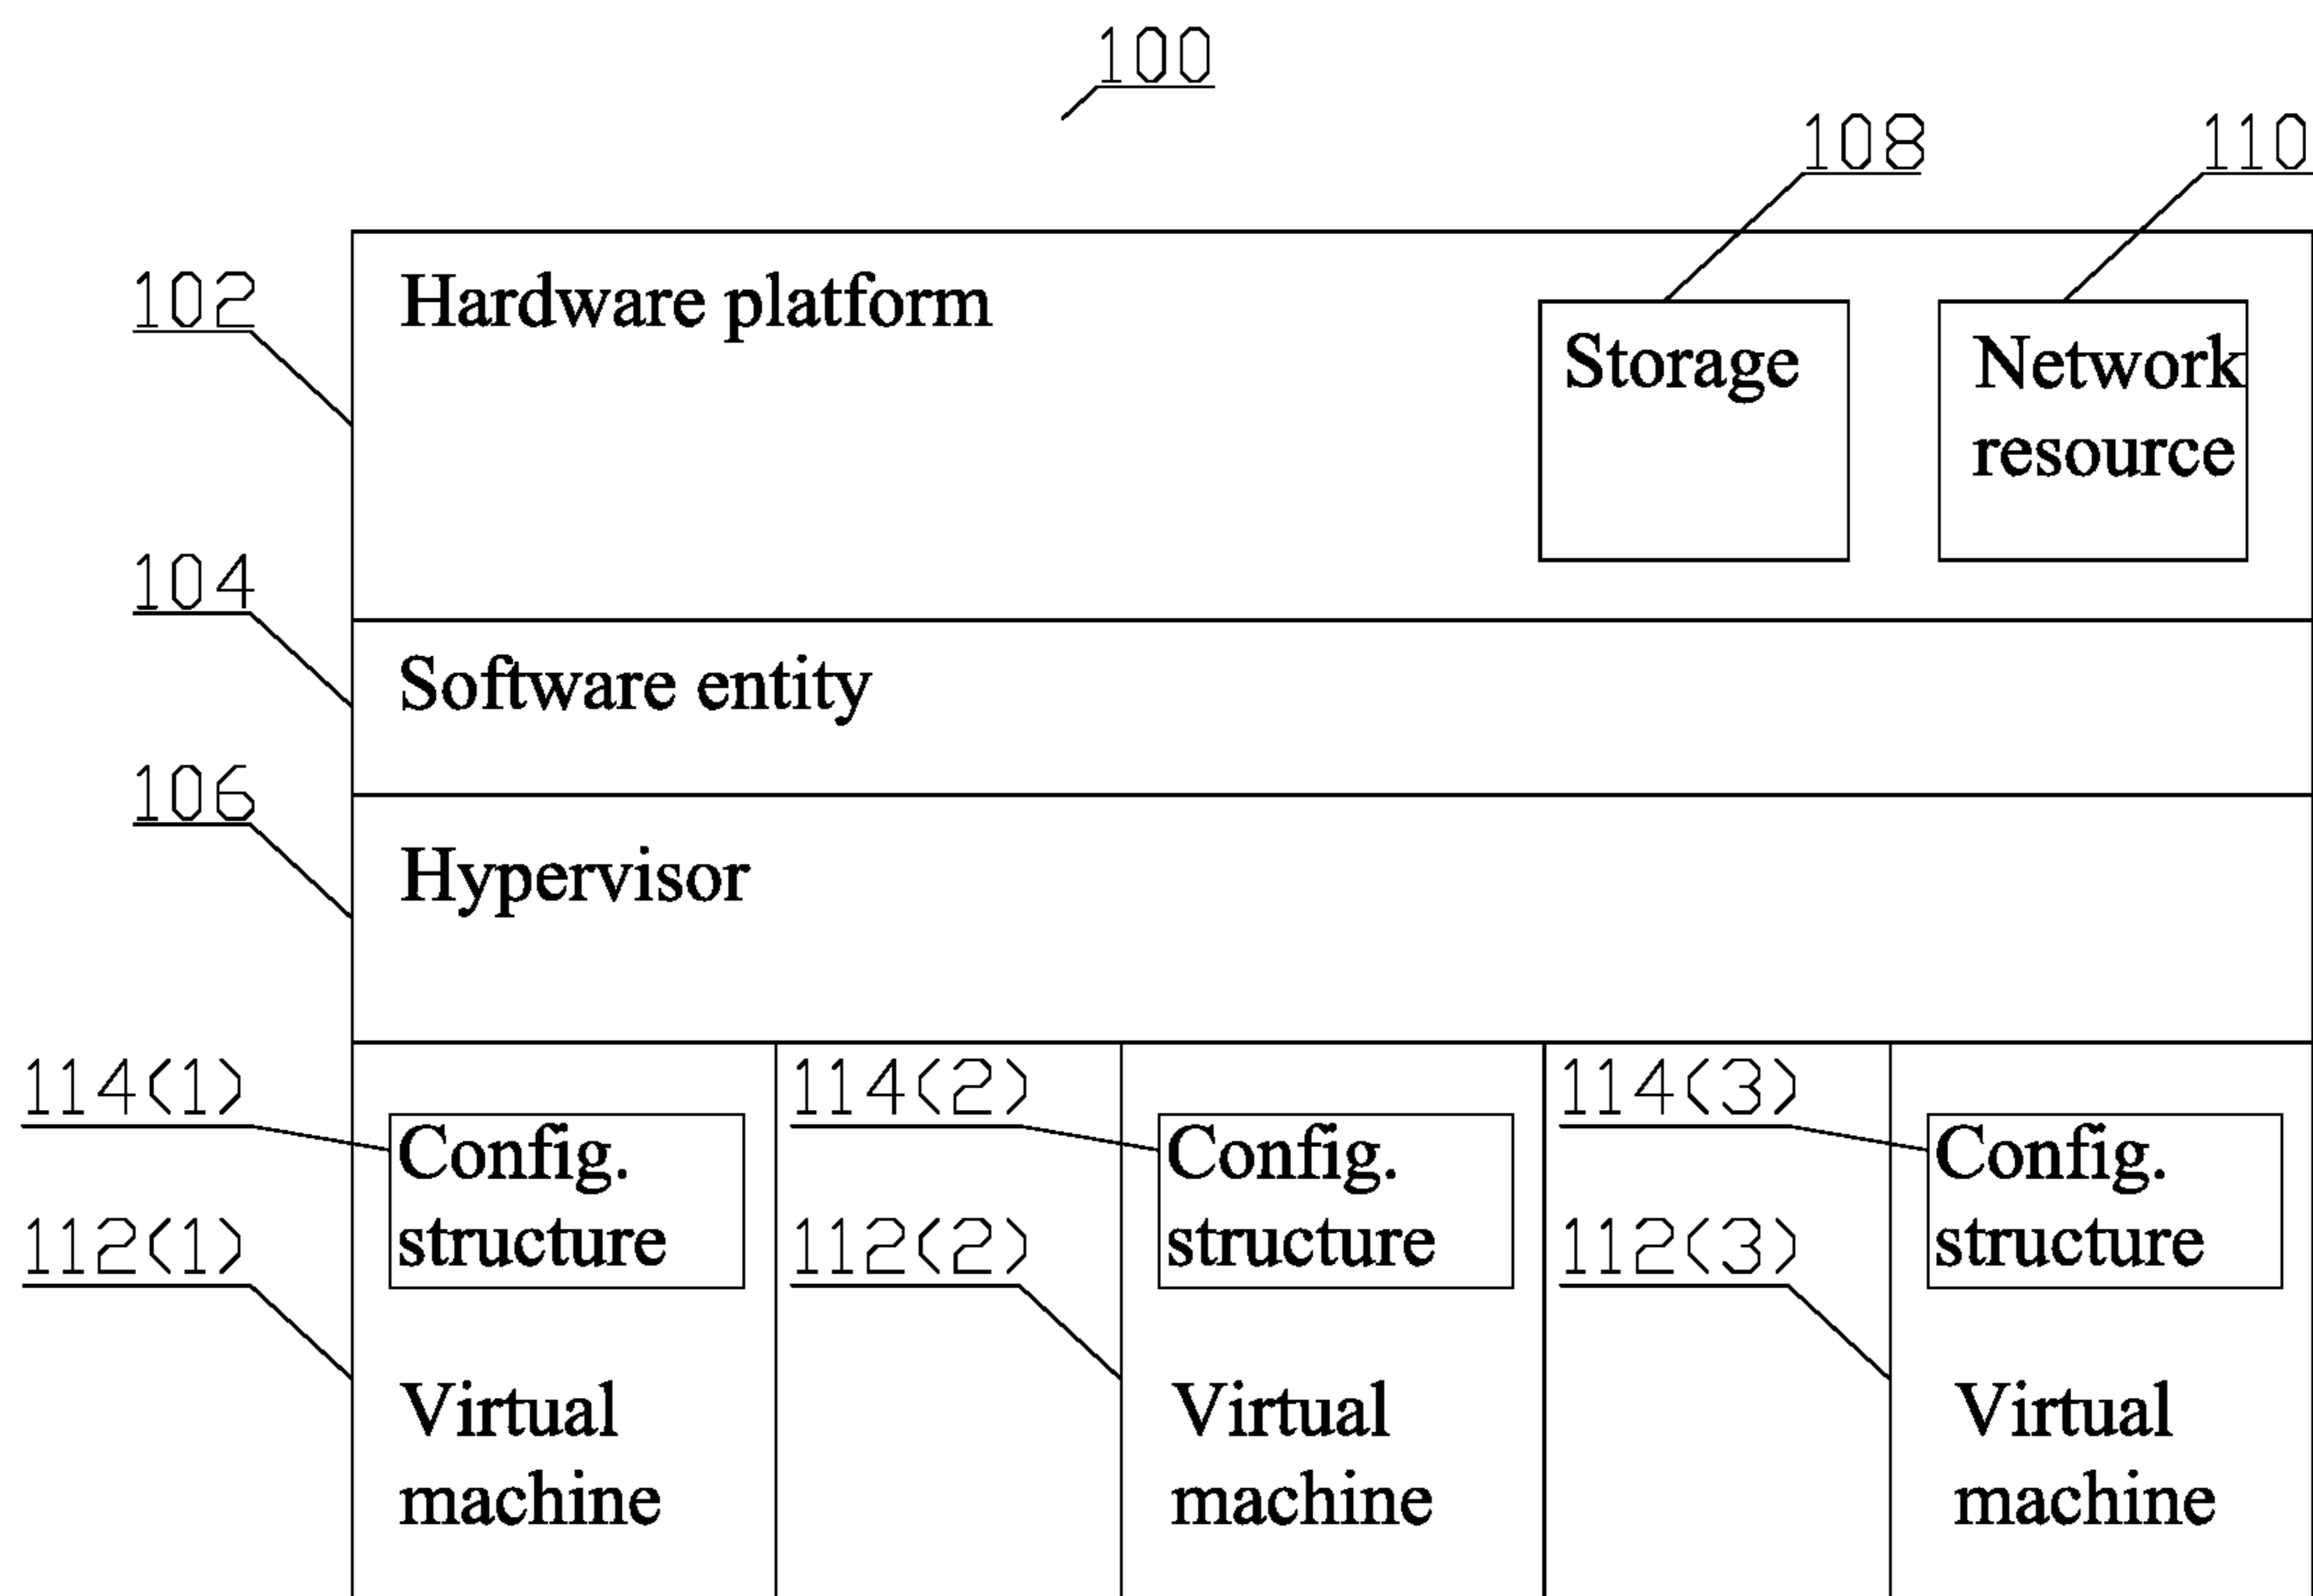 100
108
110
102
Hardware platform
Storage
Network
resource
104
Software entity
106
Hypervisor
114(1)
Config.
structure
112(1)
Virtual
machine
114(2)
Config.
structure
112(2)
Virtual
machine
114(3)
Config.
structure
112(3)
Virtual
machine